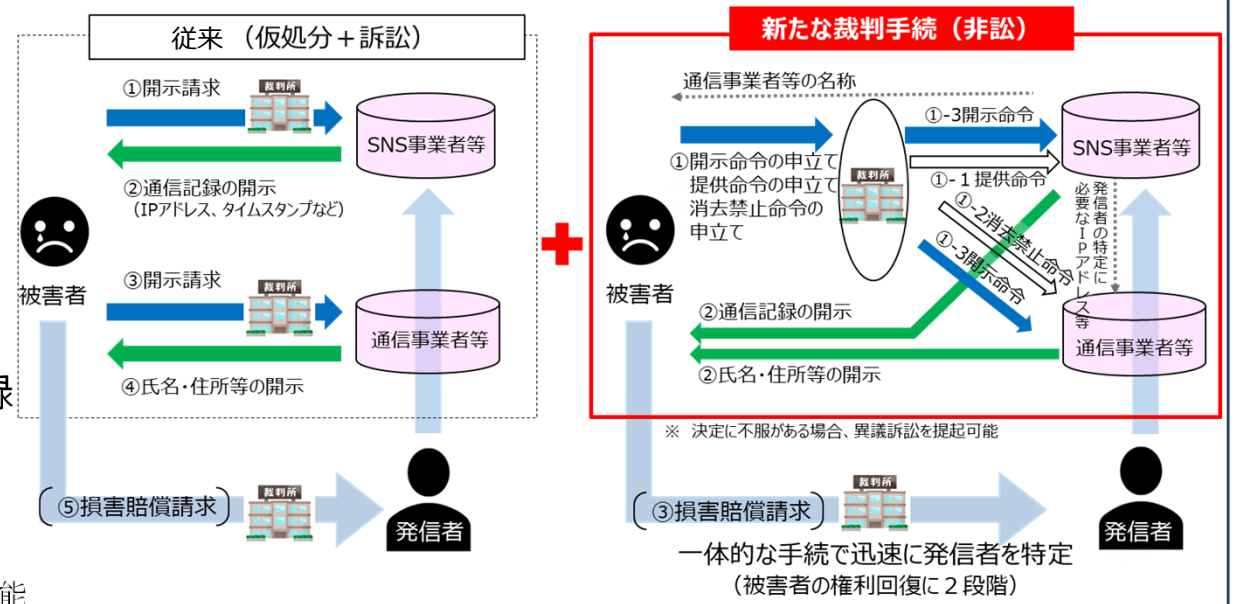 従来 （仮処分＋訴訟）
①開示請求
裁判所
SNS事業者等
②通信記録の開示
（IPアドレス、タイムスタンプなど）
被害者
③開示請求
裁判所
通信事業者等
④氏名・住所等の開示
録
⑤損害賠償請求
裁判所
発信者
能
新たな裁判手続（非訟）
通信事業者等の名称
①-3開示命令
SNS事業者等
①開示命令の申立て
提供命令の申立て
消去禁止命令の
申立て
裁判所
①-１提供命令
①-2消去禁止命令
①-3開示命令
発信者の特定に
必要なＩＰアドレス等
被害者
②通信記録の開示
通信事業者等
②氏名・住所等の開示
※ 決定に不服がある場合、異議訴訟を提起可能
③損害賠償請求
裁判所
発信者
一体的な手続で迅速に発信者を特定
（被害者の権利回復に２段階）